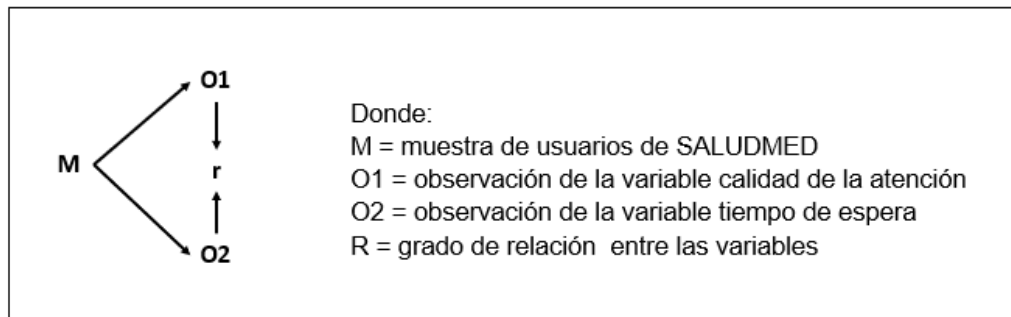 O1
M
r
O2
Donde:
M = muestra de usuarios de SALUDMED
O1 = observación de la variable calidad de la atención
O2 = observación de la variable tiempo de espera
R = grado de relación  entre las variables